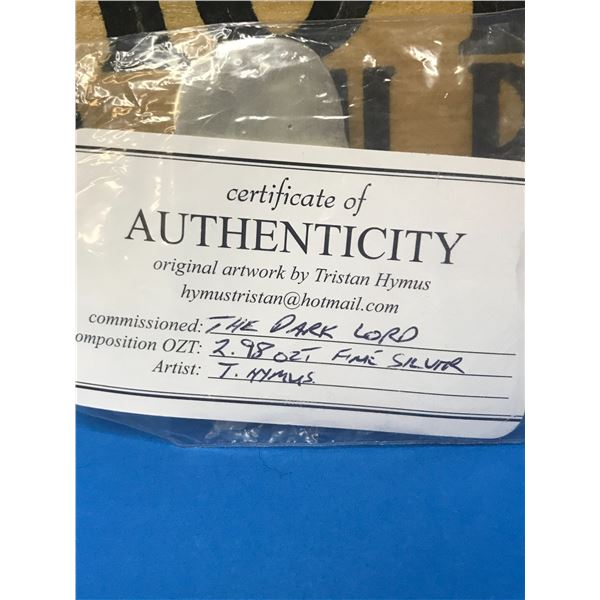 certificate of
AUTHENTICITY
original artwork by Tristan Hymus
hymustristan@hotmail.com
commissioned: THE DARK LORD
omposition OZT: 2.98 OZT FINE SILVER
Artist: T. HYMUS